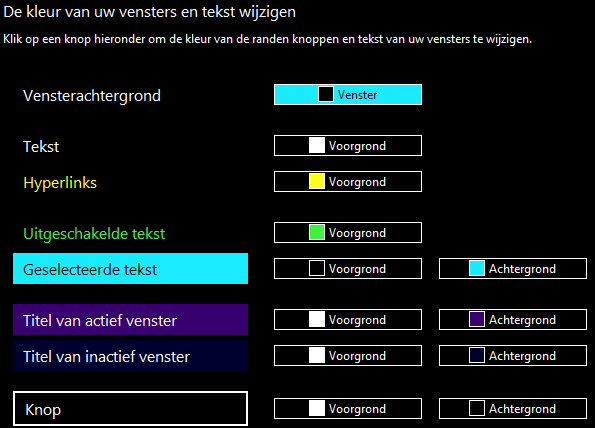 De kleur van uw vensters en tekst wijzigen
Klik op een knop hieronder om de kleur van de randen knoppen en tekst van uw vensters te wijzigen.
Vensterachtergrond Venster
Tekst Voorgrond
Hyperlinks Voorgrond
Uitgeschakelde tekst Voorgrond
Geselecteerde tekst Voorgrond Achtergrond
Titel van actief venster Voorgrond Achtergrond
Titel van inactief venster Voorgrond Achtergrond
Knop Voorgrond Achtergrond